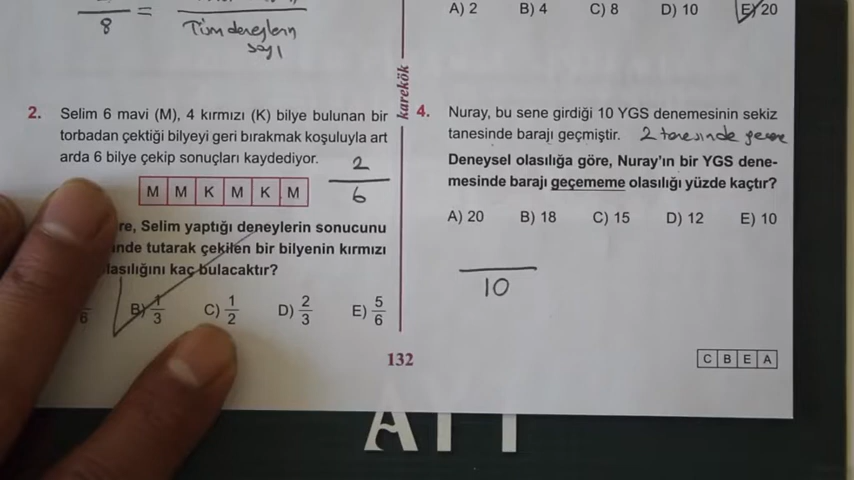 8
=
Tüm deneylerin
sayı
2. Selim 6 mavi (M), 4 kırmızı (K) bilye bulunan bir
torbadan çektiği bilyeyi geri bırakmak koşuluyla art
arda 6 bilye çekip sonuçları kaydediyor.
M M K M K M
2
6
re, Selim yaptığı deneylerin sonucunu
inde tutarak çekilen bir bilyenin kırmızı
lasılığını kaç bulacaktır?
6 B) 1/3 C) 1/2 D) 2/3 E) 5/6
karekök
A) 2 B) 4 C) 8 D) 10 E) 20
4. Nuray, bu sene girdiği 10 YGS denemesinin sekiz
tanesinde barajı geçmiştir. 2 tanesinde
Deneysel olasılığa göre, Nuray'ın bir YGS dene-
mesinde barajı geçememe olasılığı yüzde kaçtır?
A) 20 B) 18 C) 15 D) 12 E) 10
10
132
C B E A